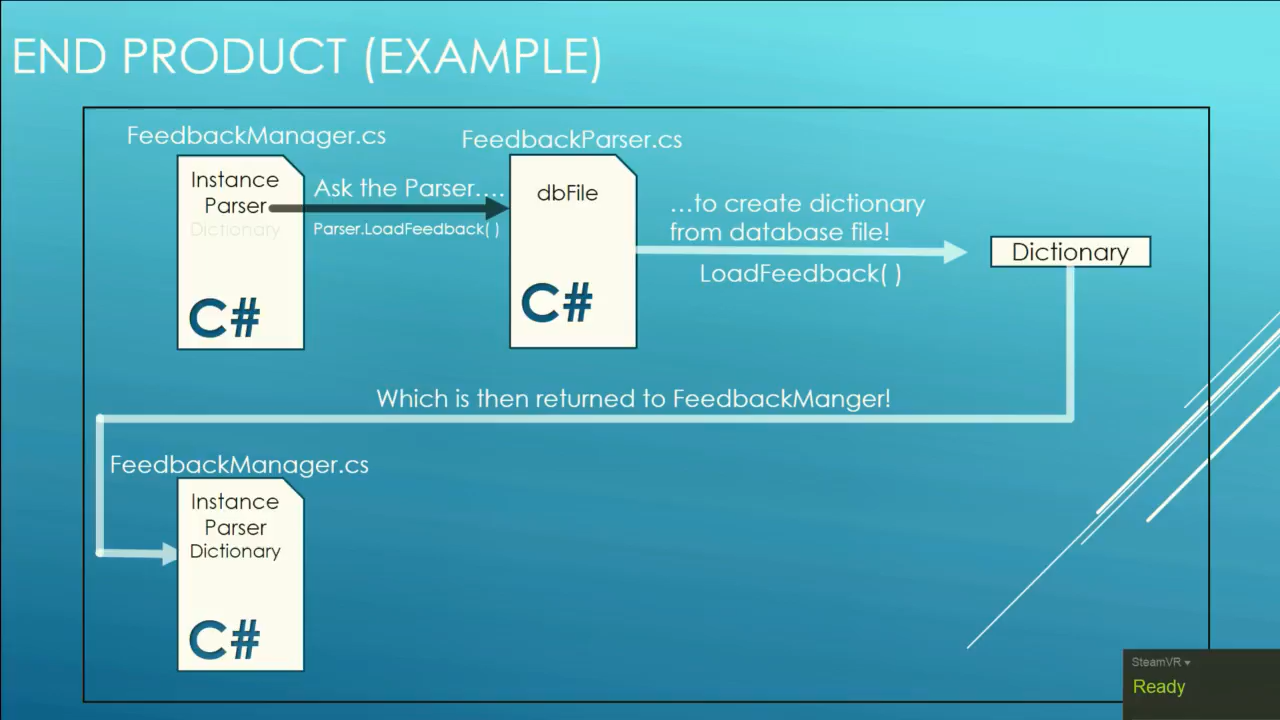 END PRODUCT (EXAMPLE)
FeedbackManager.cs
FeedbackParser.cs
Instance
Parser
Dictionary
C#
Ask the Parser....
Parser.LoadFeedback( )
dbFile
C#
...to create dictionary
from database file!
LoadFeedback( )
Dictionary
Which is then returned to FeedbackManger!
FeedbackManager.cs
Instance
Parser
Dictionary
C#
SteamVR
Ready